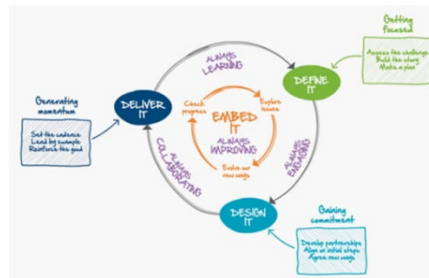 Getting
focused
Assess the challenge
Build the story
Make a plan
ALWAYS
LEARNING
DEFINE
IT
Generating
momentum
DELIVER
IT
Set the cadence
Lead by example
Reinforce the good
Check
progress
Explore
issues
EMBED
IT
ALWAYS
IMPROVING
Evolve our
new ways
ALWAYS
COLLABORATING
ALWAYS
ENGAGING
DESIGN
IT
Gaining
commitment
Develop partnerships
Align on initial steps
Agree new ways